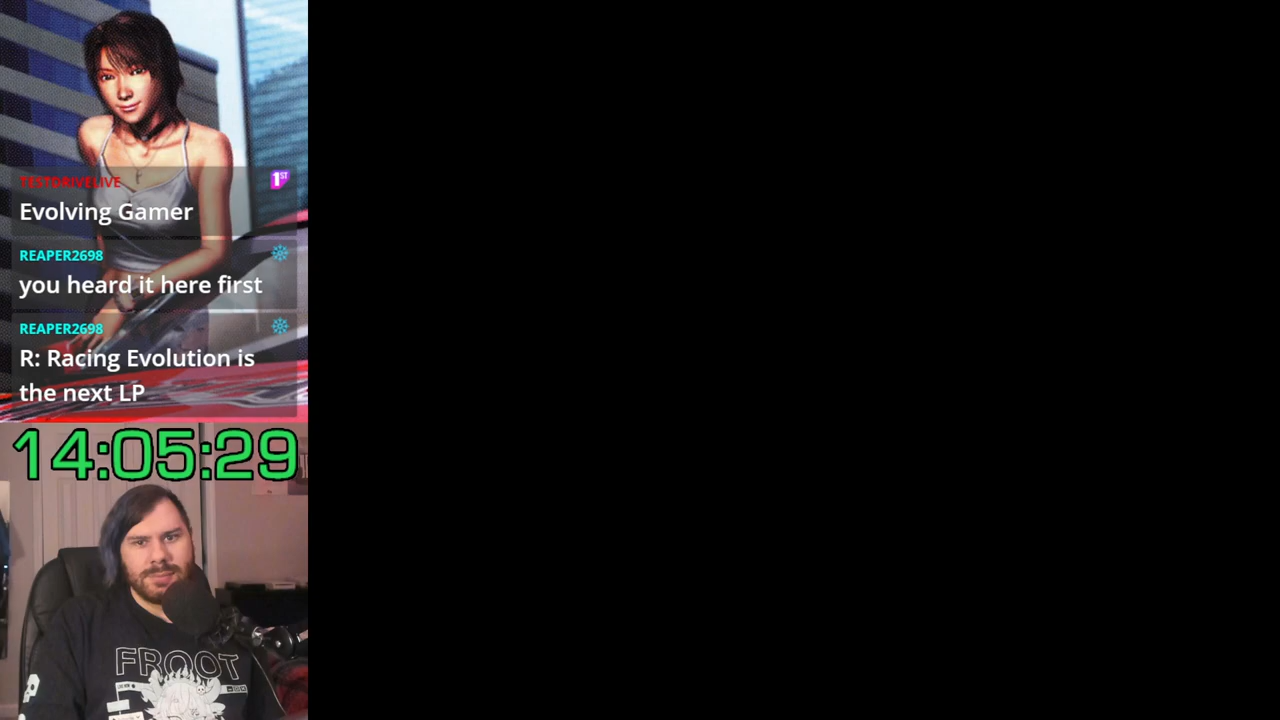 TESTDRIVELIVE
1ST
Evolving Gamer
REAPER2698
you heard it here first
REAPER2698
R: Racing Evolution is
the next LP
14:05:29
FROOT